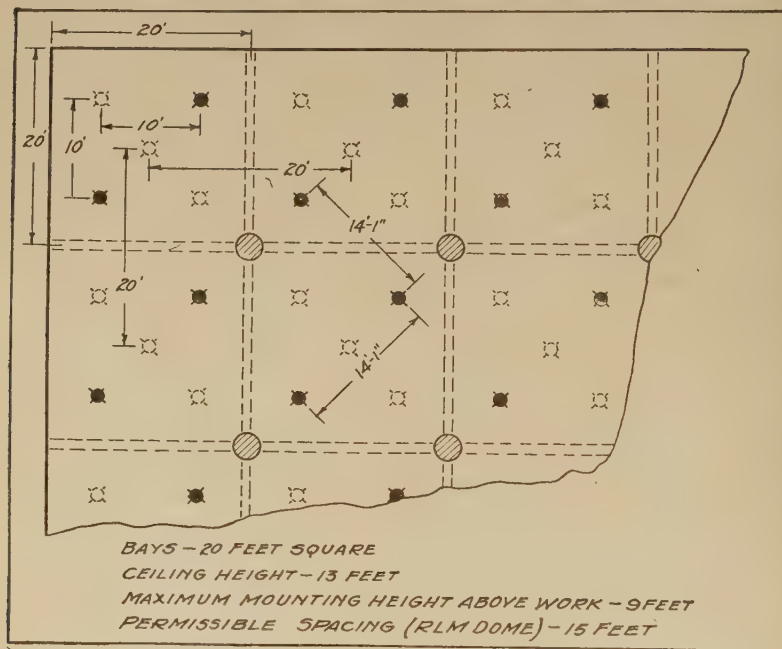 20'
20'
10'
10'
20'
20'
14'-1"
14'-1"
BAYS - 20 FEET SQUARE
CEILING HEIGHT - 13 FEET
MAXIMUM MOUNTING HEIGHT ABOVE WORK - 9 FEET
PERMISSIBLE SPACING (RLM DOME) - 15 FEET